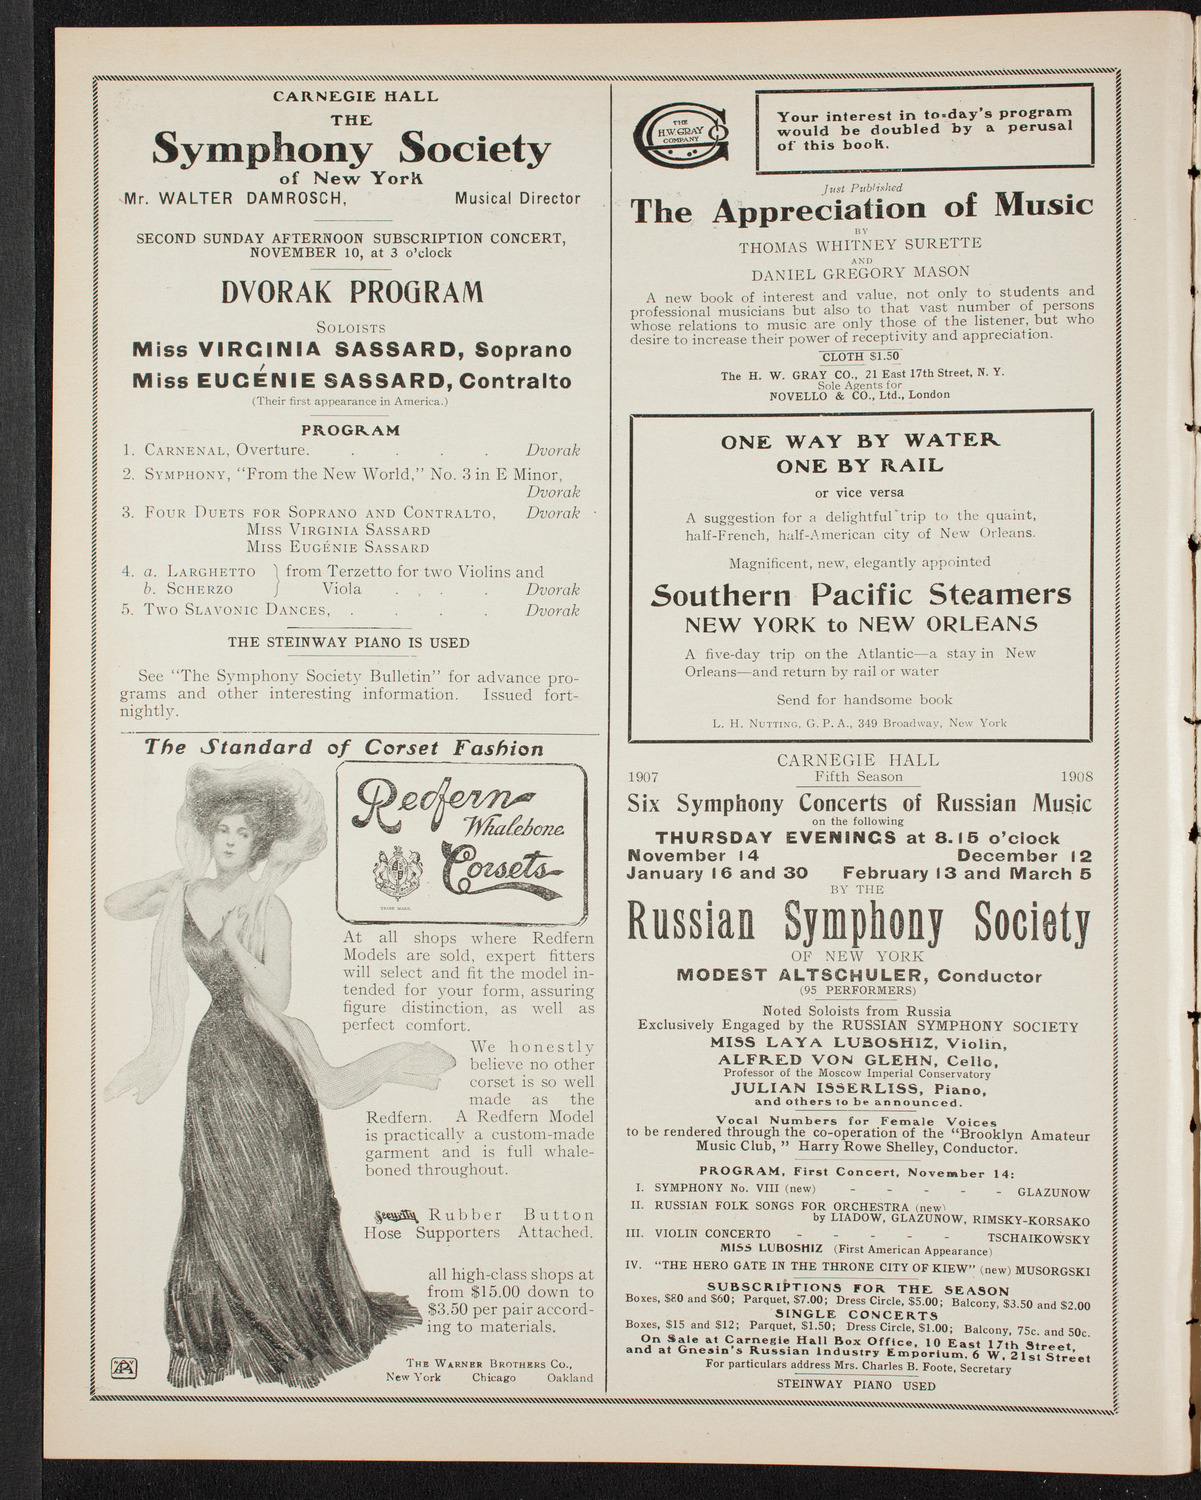 CARNEGIE HALL
THE
Symphony Society
of New York
Mr. WALTER DAMROSCH, Musical Director
SECOND SUNDAY AFTERNOON SUBSCRIPTION CONCERT,
NOVEMBER 10, at 3 o'clock
DVORAK PROGRAM
SOLOISTS
Miss VIRGINIA SASSARD, Soprano
Miss EUGÉNIE SASSARD, Contralto
(Their first appearance in America.)
PROGRAM
1. CARNENAL, Overture. . . . . Dvorak
2. SYMPHONY, "From the New World," No. 3 in E Minor,
Dvorak
3. FOUR DUETS FOR SOPRANO AND CONTRALTO, Dvorak
MISS VIRGINIA SASSARD
MISS EUGÉNIE SASSARD
4. a. LARGHETTO } from Terzetto for two Violins and
b. SCHERZO } Viola . . . . Dvorak
5. TWO SLAVONIC DANCES, . . . . Dvorak
THE STEINWAY PIANO IS USED
See "The Symphony Society Bulletin" for advance pro-
grams and other interesting information. Issued fort-
nightly.
The Standard of Corset Fashion
Redfern
Whalebone
Corsets
TRADE MARK.
At all shops where Redfern
Models are sold, expert fitters
will select and fit the model in-
tended for your form, assuring
figure distinction, as well as
perfect comfort.
We honestly
believe no other
corset is so well
made as the
Redfern. A Redfern Model
is practically a custom-made
garment and is full whale-
boned throughout.
Security Rubber Button
Hose Supporters Attached.
all high-class shops at
from $15.00 down to
$3.50 per pair accord-
ing to materials.
THE WARNER BROTHERS CO.,
New York Chicago Oakland
THE
H.W. GRAY
COMPANY
Your interest in to-day's program
would be doubled by a perusal
of this book.
Just Published
The Appreciation of Music
BY
THOMAS WHITNEY SURETTE
AND
DANIEL GREGORY MASON
A new book of interest and value, not only to students and
professional musicians but also to that vast number of persons
whose relations to music are only those of the listener, but who
desire to increase their power of receptivity and appreciation.
CLOTH $1.50
The H. W. GRAY CO., 21 East 17th Street, N. Y.
Sole Agents for
NOVELLO & CO., Ltd., London
ONE WAY BY WATER
ONE BY RAIL
or vice versa
A suggestion for a delightful trip to the quaint,
half-French, half-American city of New Orleans.
Magnificent, new, elegantly appointed
Southern Pacific Steamers
NEW YORK to NEW ORLEANS
A five-day trip on the Atlantic—a stay in New
Orleans—and return by rail or water
Send for handsome book
L. H. NUTTING, G. P. A., 349 Broadway, New York
CARNEGIE HALL
1907 Fifth Season 1908
Six Symphony Concerts of Russian Music
on the following
THURSDAY EVENINGS at 8.15 o'clock
November 14 December 12
January 16 and 30 February 13 and March 5
BY THE
Russian Symphony Society
OF NEW YORK
MODEST ALTSCHULER, Conductor
(95 PERFORMERS)
Noted Soloists from Russia
Exclusively Engaged by the RUSSIAN SYMPHONY SOCIETY
MISS LAYA LUBOSHIZ, Violin,
ALFRED VON GLEHN, Cello,
Professor of the Moscow Imperial Conservatory
JULIAN ISSERLISS, Piano,
and others to be announced.
Vocal Numbers for Female Voices
to be rendered through the co-operation of the "Brooklyn Amateur
Music Club," Harry Rowe Shelley, Conductor.
PROGRAM, First Concert, November 14:
I. SYMPHONY No. VIII (new) - - - - - GLAZUNOW
II. RUSSIAN FOLK SONGS FOR ORCHESTRA (new)
by LIADOW, GLAZUNOW, RIMSKY-KORSAKO
III. VIOLIN CONCERTO - - - - - TSCHAIKOWSKY
MISS LUBOSHIZ (First American Appearance)
IV. "THE HERO GATE IN THE THRONE CITY OF KIEW" (new) MUSORGSKI
SUBSCRIPTIONS FOR THE SEASON
Boxes, $80 and $60; Parquet, $7.00; Dress Circle, $5.00; Balcony, $3.50 and $2.00
SINGLE CONCERTS
Boxes, $15 and $12; Parquet, $1.50; Dress Circle, $1.00; Balcony, 75c. and 50c.
On Sale at Carnegie Hall Box Office, 10 East 17th Street,
and at Gnesin's Russian Industry Emporium, 6 W. 21st Street
For particulars address Mrs. Charles B. Foote, Secretary
STEINWAY PIANO USED